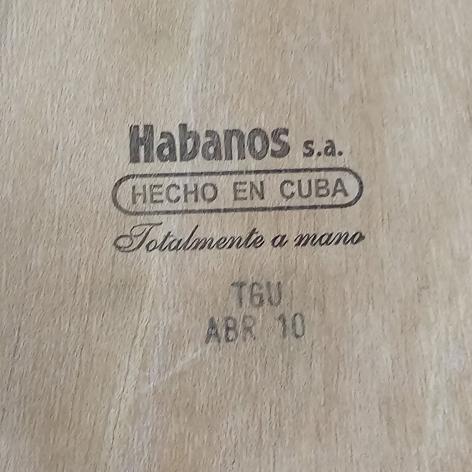 Habanos s.a.
HECHO EN CUBA
Totalmente a mano
TGU
ABR 10